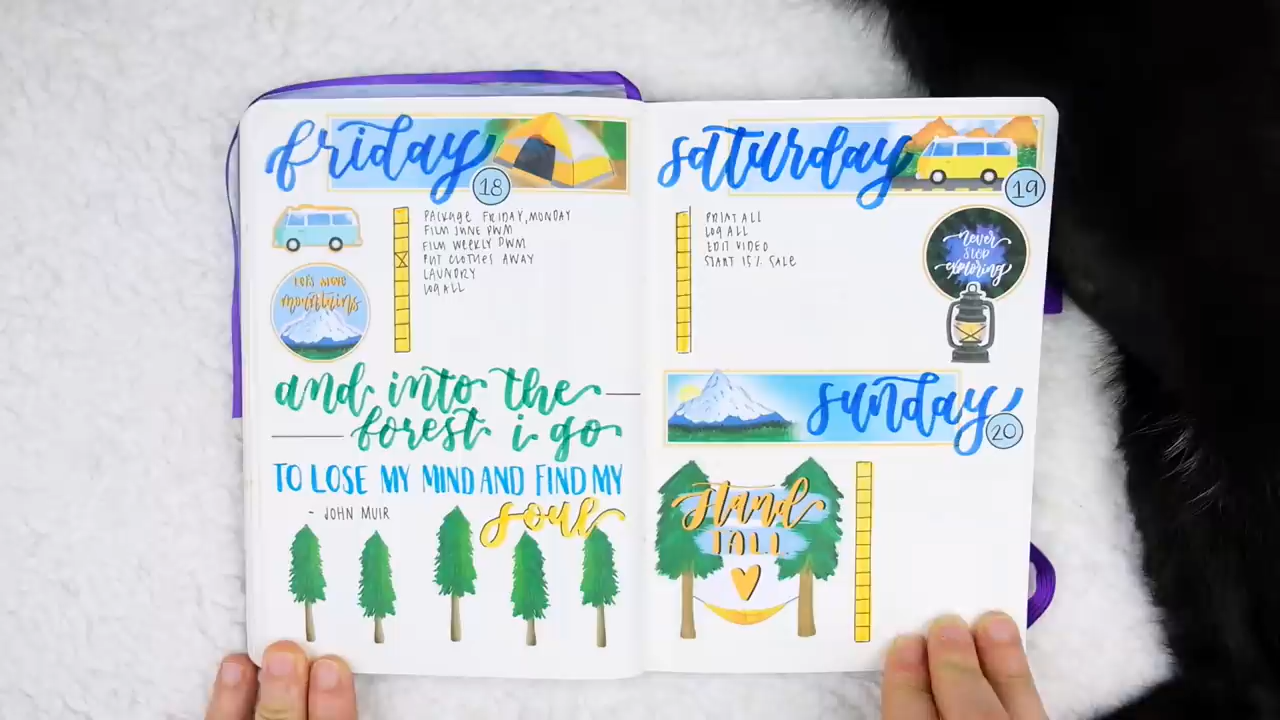 friday
18
PACKAGE FRIDAY, MONDAY
FILM JUNE PWM
FILM WEEKLY PWM
PUT CLOTHES AWAY
LAUNDRY
LOG ALL
LET'S MOVE
mountains
and into the
forest i go
TO LOSE MY MIND AND FIND MY
soul
- JOHN MUIR
saturday
19
PRINT ALL
LOG ALL
EDIT VIDEO
START 15% SALE
never
STOP
exploring
sunday
20
stand
TALL